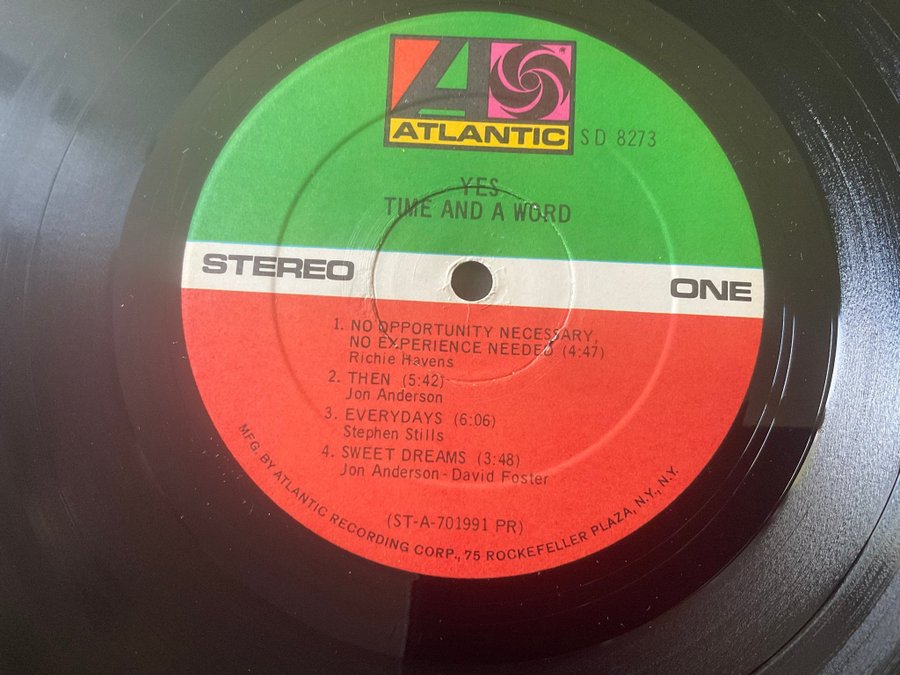 ATLANTIC
SD 8273
YES
TIME AND A WORD
STEREO
ONE
1. NO OPPORTUNITY NECESSARY,
NO EXPERIENCE NEEDED (4:47)
Richie Havens
2. THEN (5:42)
Jon Anderson
3. EVERYDAYS (6:06)
Stephen Stills
4. SWEET DREAMS (3:48)
Jon Anderson-David Foster
(ST-A-701991 PR)
MFG. BY ATLANTIC RECORDING CORP., 75 ROCKEFELLER PLAZA, N.Y., N.Y.